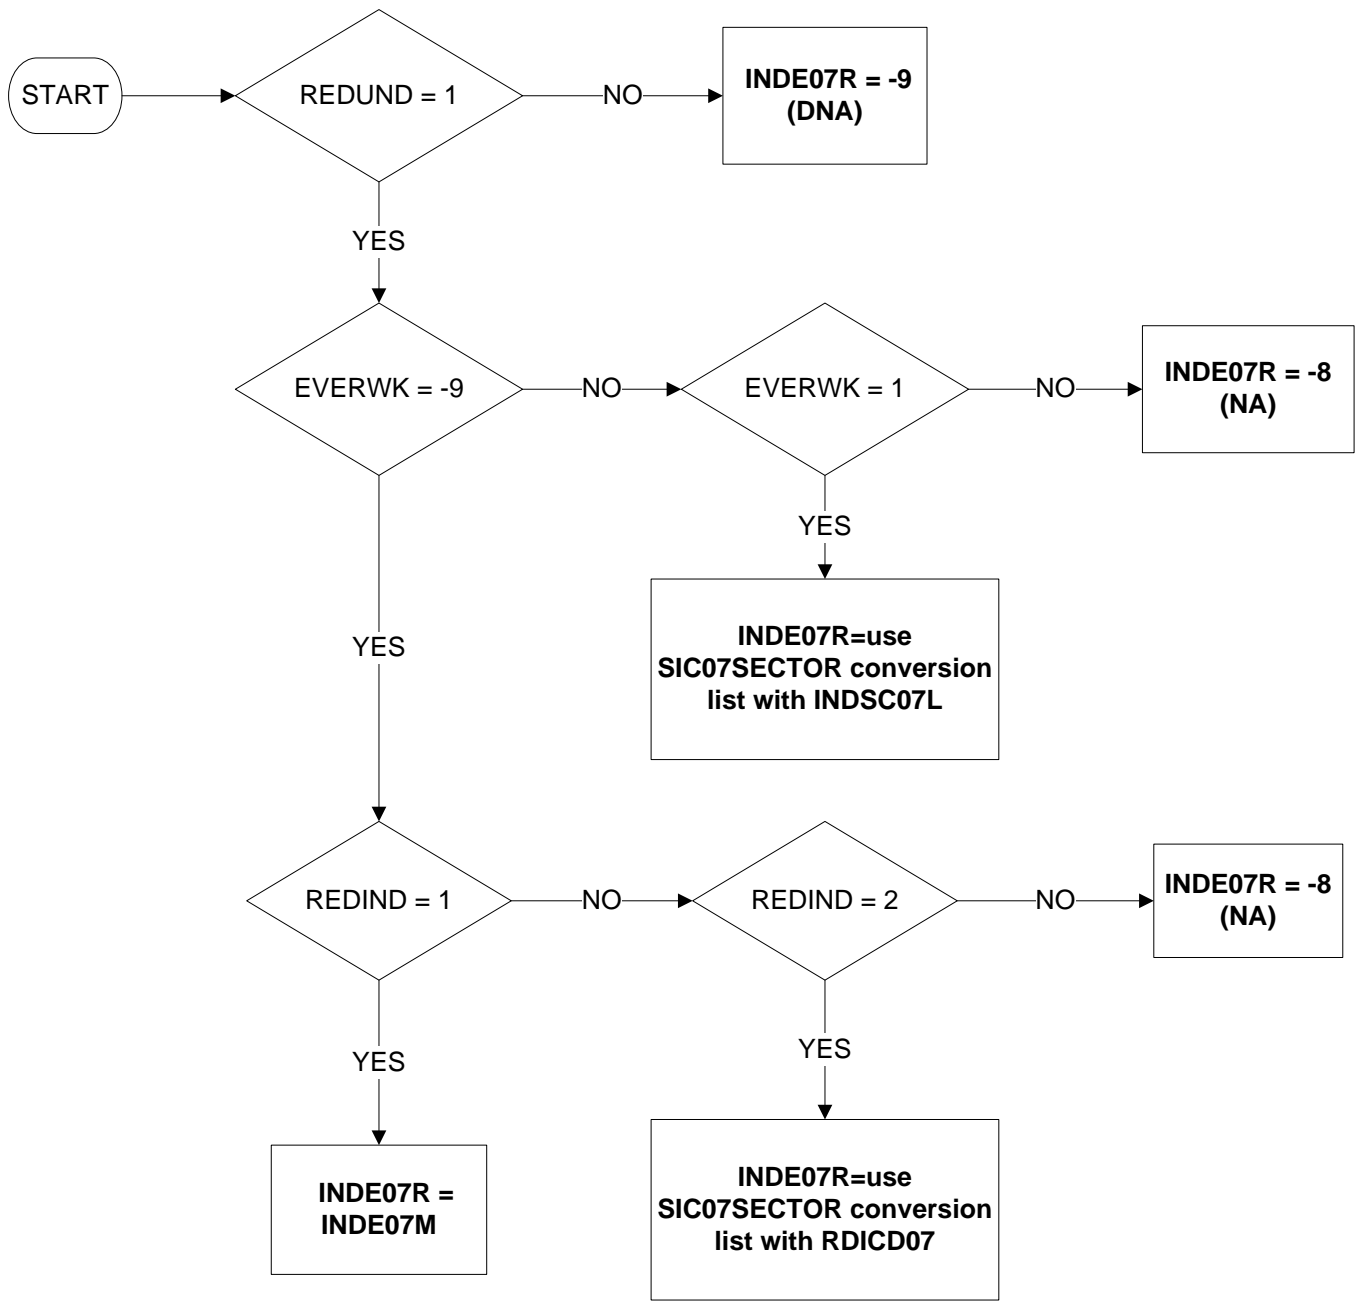 START
REDUND = 1
NO
INDE07R = -9
(DNA)
YES
EVERWK = -9
NO
EVERWK = 1
NO
INDE07R = -8
(NA)
YES
INDE07R=use
SIC07SECTOR conversion
list with INDSC07L
YES
REDIND = 1
NO
REDIND = 2
NO
INDE07R = -8
(NA)
YES
INDE07R =
INDE07M
YES
INDE07R=use
SIC07SECTOR conversion
list with RDICD07